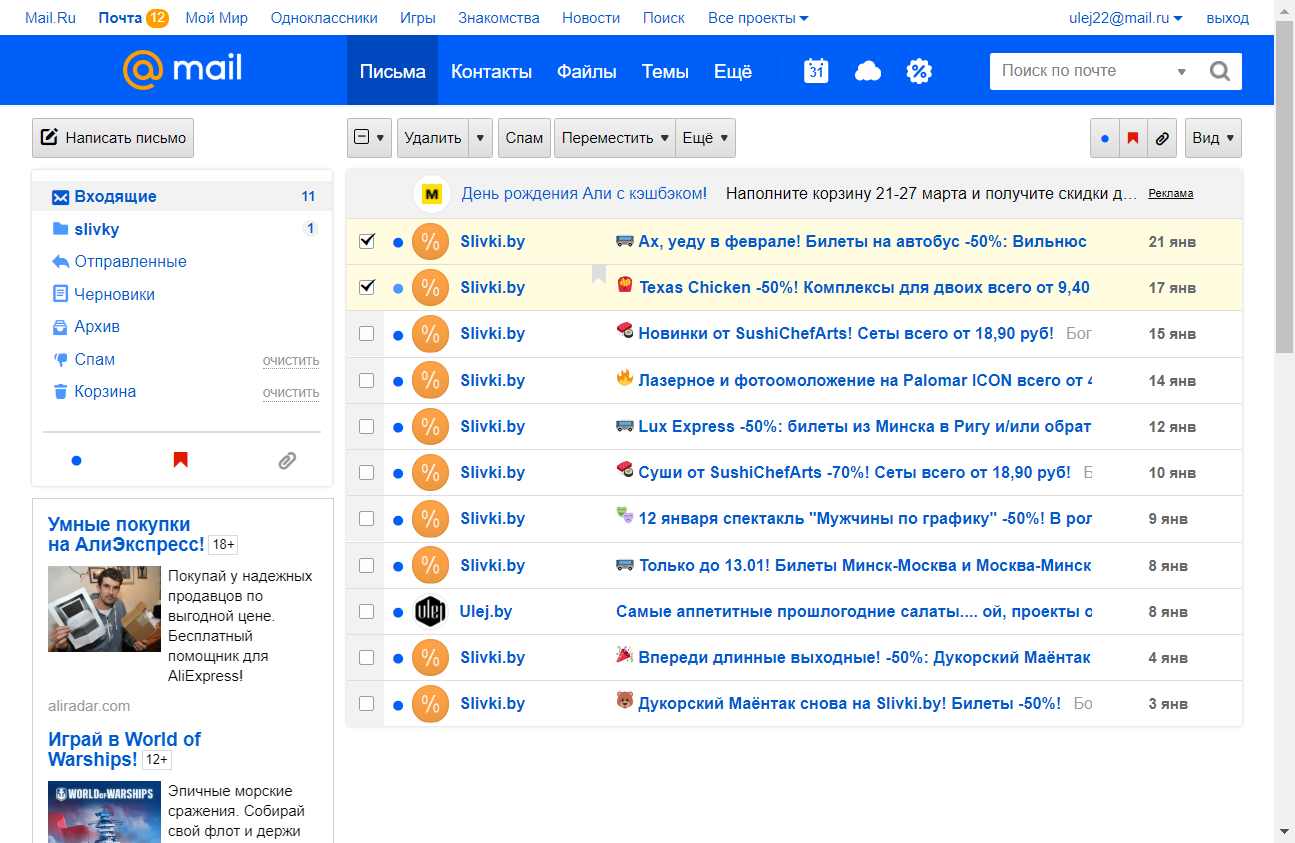 Mail.Ru Почта 12 Мой Мир Одноклассники Игры Знакомства Новости Поиск Все проекты ulej22@mail.ru выход
@mail Письма Контакты Файлы Темы Ещё 31 % Поиск по почте
Написать письмо Удалить Спам Переместить Ещё Вид
Входящие 11
slivky 1
Отправленные
Черновики
Архив
Спам очистить
Корзина очистить
М День рождения Али с кэшбэком! Наполните корзину 21-27 марта и получите скидки д… Реклама
% Slivki.by Ах, уеду в феврале! Билеты на автобус -50%: Вильнюс 21 янв
% Slivki.by Texas Chicken -50%! Комплексы для двоих всего от 9,40 17 янв
% Slivki.by Новинки от SushiChefArts! Сеты всего от 18,90 руб! Бог 15 янв
% Slivki.by Лазерное и фотоомоложение на Palomar ICON всего от 4 14 янв
% Slivki.by Lux Express -50%: билеты из Минска в Ригу и/или обрат 12 янв
% Slivki.by Суши от SushiChefArts -70%! Сеты всего от 18,90 руб! Б 10 янв
% Slivki.by 12 января спектакль "Мужчины по графику" -50%! В рол 9 янв
% Slivki.by Только до 13.01! Билеты Минск-Москва и Москва-Минск 8 янв
ulej Ulej.by Самые аппетитные прошлогодние салаты.... ой, проекты о 8 янв
% Slivki.by Впереди длинные выходные! -50%: Дукорский Маёнтак 4 янв
% Slivki.by Дукорский Маёнтак снова на Slivki.by! Билеты -50%! Бо 3 янв
Умные покупки
на АлиЭкспресс! 18+
Покупай у надежных
продавцов по
выгодной цене.
Бесплатный
помощник для
AliExpress!
aliradar.com
Играй в World of
Warships! 12+
WORLD OF WARSHIPS
Эпичные морские
сражения. Собирай
свой флот и держи